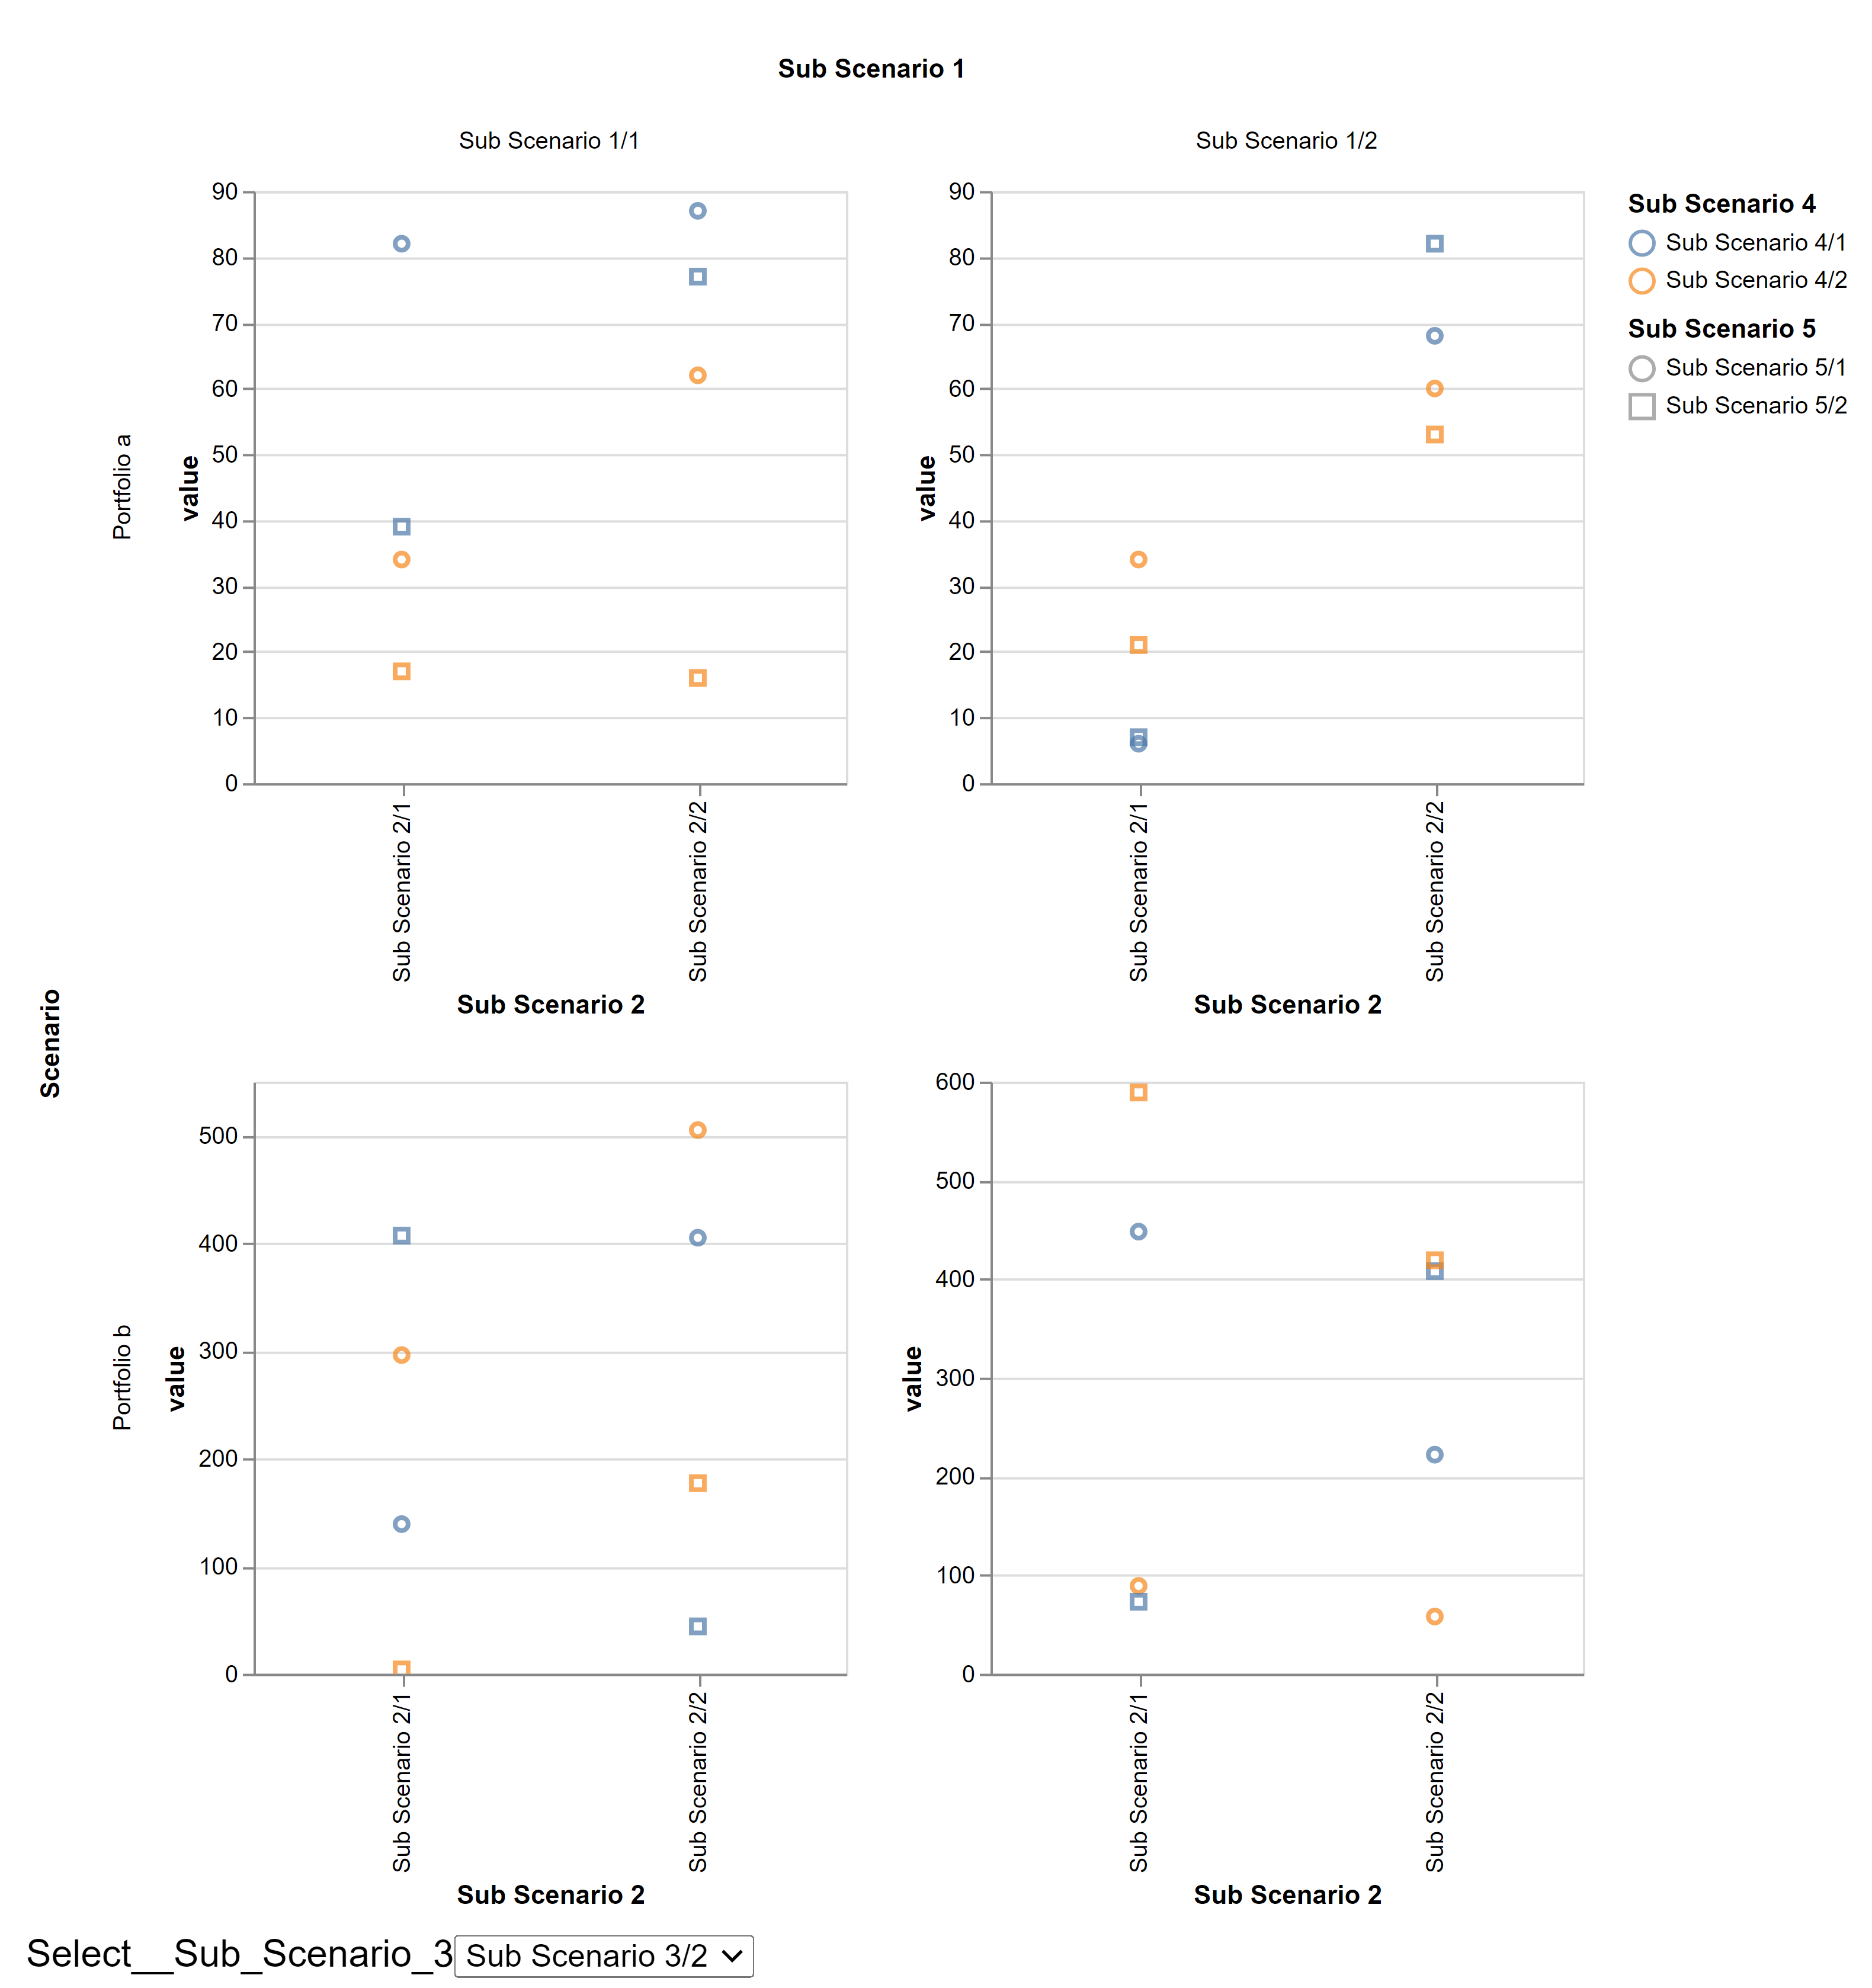 Sub Scenario 1
Sub Scenario 1/1
Sub Scenario 1/2
Scenario
Portfolio a
value
90
80
70
60
50
40
30
20
10
0
Sub Scenario 2/1
Sub Scenario 2/2
Sub Scenario 2
value
90
80
70
60
50
40
30
20
10
0
Sub Scenario 2/1
Sub Scenario 2/2
Sub Scenario 2
Sub Scenario 4
Sub Scenario 4/1
Sub Scenario 4/2
Sub Scenario 5
Sub Scenario 5/1
Sub Scenario 5/2
Portfolio b
value
500
400
300
200
100
0
Sub Scenario 2/1
Sub Scenario 2/2
Sub Scenario 2
value
600
500
400
300
200
100
0
Sub Scenario 2/1
Sub Scenario 2/2
Sub Scenario 2
Select__Sub_Scenario_3 Sub Scenario 3/2